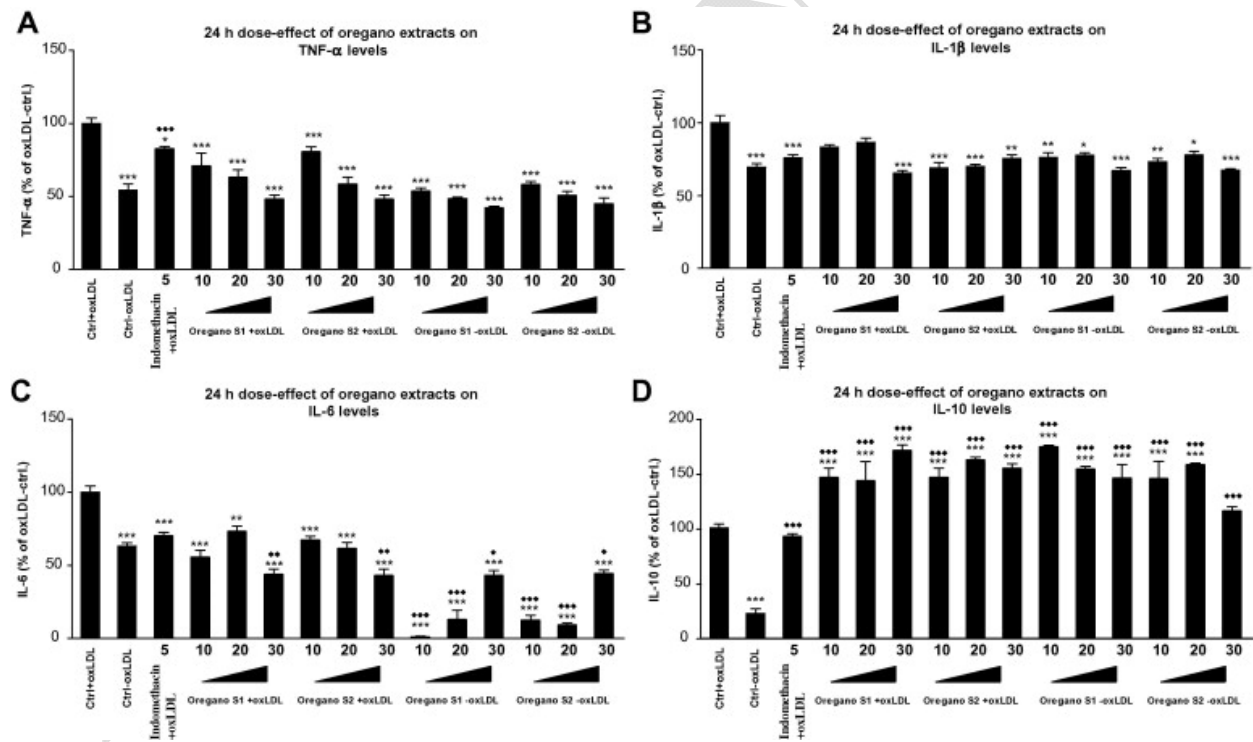 A
24 h dose-effect of oregano extracts on
TNF-α levels
TNF-α (% of oxLDL-ctrl.)
150
100
50
0
*** ♦♦♦ * *** *** *** *** *** *** *** *** *** *** *** ***
Ctrl+oxLDL
Ctrl-oxLDL
5
Indomethacin
+oxLDL
10 20 30 10 20 30 10 20 30 10 20 30
Oregano S1 +oxLDL Oregano S2 +oxLDL Oregano S1 -oxLDL Oregano S2 -oxLDL
B
24 h dose-effect of oregano extracts on
IL-1β levels
IL-1β (% of oxLDL-ctrl.)
150
100
50
0
*** *** *** *** *** ** ** * *** ** * ***
Ctrl+oxLDL
Ctrl-oxLDL
5
Indomethacin
+oxLDL
10 20 30 10 20 30 10 20 30 10 20 30
Oregano S1 +oxLDL Oregano S2 +oxLDL Oregano S1 -oxLDL Oregano S2 -oxLDL
C
24 h dose-effect of oregano extracts on
IL-6 levels
IL-6 (% of oxLDL-ctrl.)
150
100
50
0
*** *** *** ** ♦♦ *** *** *** ♦♦ *** ♦♦♦ *** ♦♦♦ *** ♦ *** ♦♦♦ *** ♦♦♦ *** ♦ ***
Ctrl+oxLDL
Ctrl-oxLDL
5
Indomethacin
+oxLDL
10 20 30 10 20 30 10 20 30 10 20 30
Oregano S1 +oxLDL Oregano S2 +oxLDL Oregano S1 -oxLDL Oregano S2 -oxLDL
D
24 h dose-effect of oregano extracts on
IL-10 levels
IL-10 (% of oxLDL-ctrl.)
200
150
100
50
0
*** ♦♦♦ ♦♦♦ *** ♦♦♦ *** ♦♦♦ *** ♦♦♦ *** ♦♦♦ *** ♦♦♦ *** ♦♦♦ *** ♦♦♦ *** ♦♦♦ *** ♦♦♦ *** ♦♦♦ *** ♦♦♦
Ctrl+oxLDL
Ctrl-oxLDL
5
Indomethacin
+oxLDL
10 20 30 10 20 30 10 20 30 10 20 30
Oregano S1 +oxLDL Oregano S2 +oxLDL Oregano S1 -oxLDL Oregano S2 -oxLDL